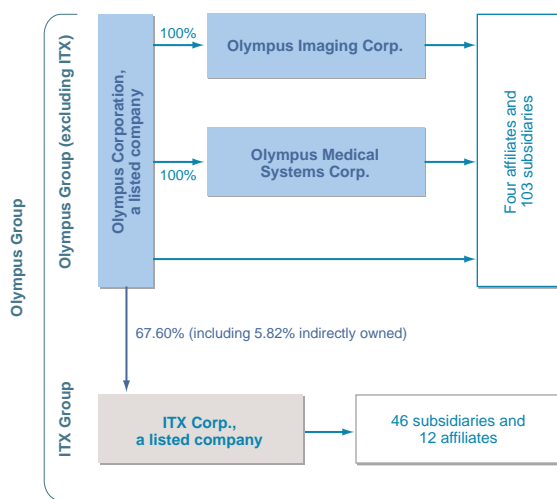 Olympus Group
Olympus Group (excluding ITX)
Olympus Corporation,
a listed company
100%
Olympus Imaging Corp.
100%
Olympus Medical
Systems Corp.
Four affiliates and
103 subsidiaries
67.60% (including 5.82% indirectly owned)
ITX Group
ITX Corp.,
a listed company
46 subsidiaries and
12 affiliates